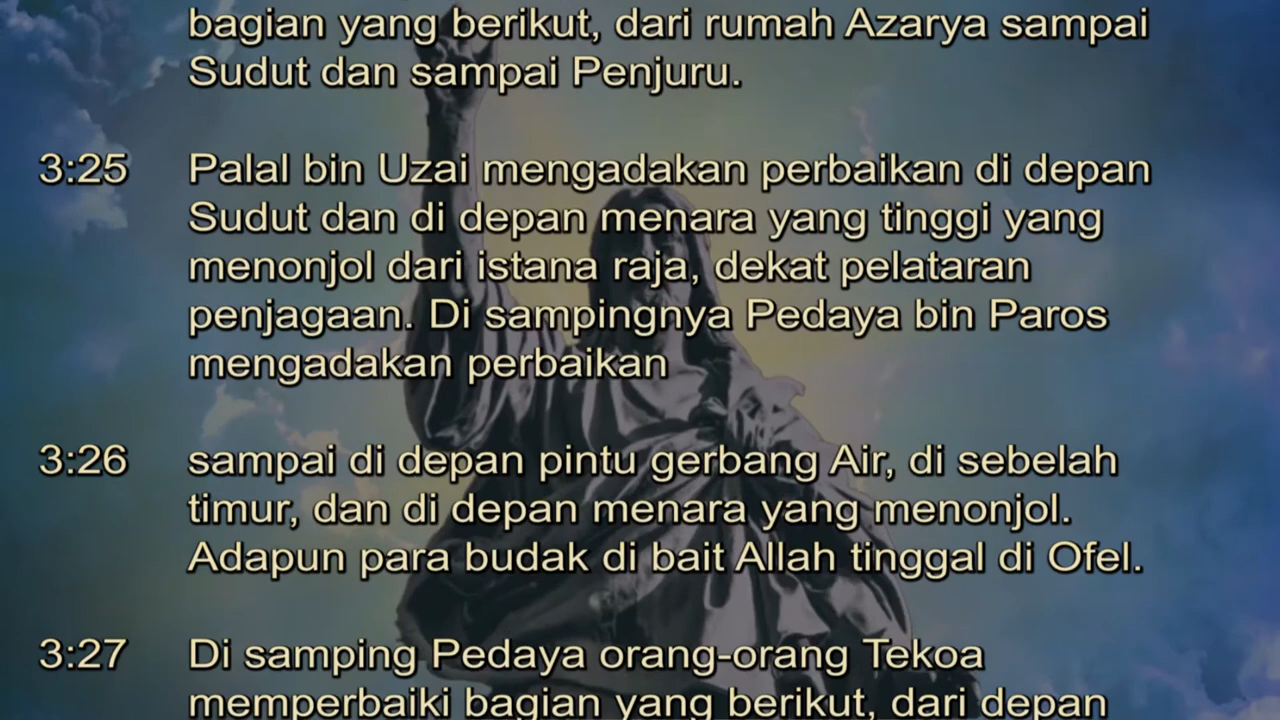 bagian yang berikut, dari rumah Azarya sampai
Sudut dan sampai Penjuru.
3:25 Palal bin Uzai mengadakan perbaikan di depan
Sudut dan di depan menara yang tinggi yang
menonjol dari istana raja, dekat pelataran
penjagaan. Di sampingnya Pedaya bin Paros
mengadakan perbaikan
3:26 sampai di depan pintu gerbang Air, di sebelah
timur, dan di depan menara yang menonjol.
Adapun para budak di bait Allah tinggal di Ofel.
3:27 Di samping Pedaya orang-orang Tekoa
memperbaiki bagian yang berikut, dari depan